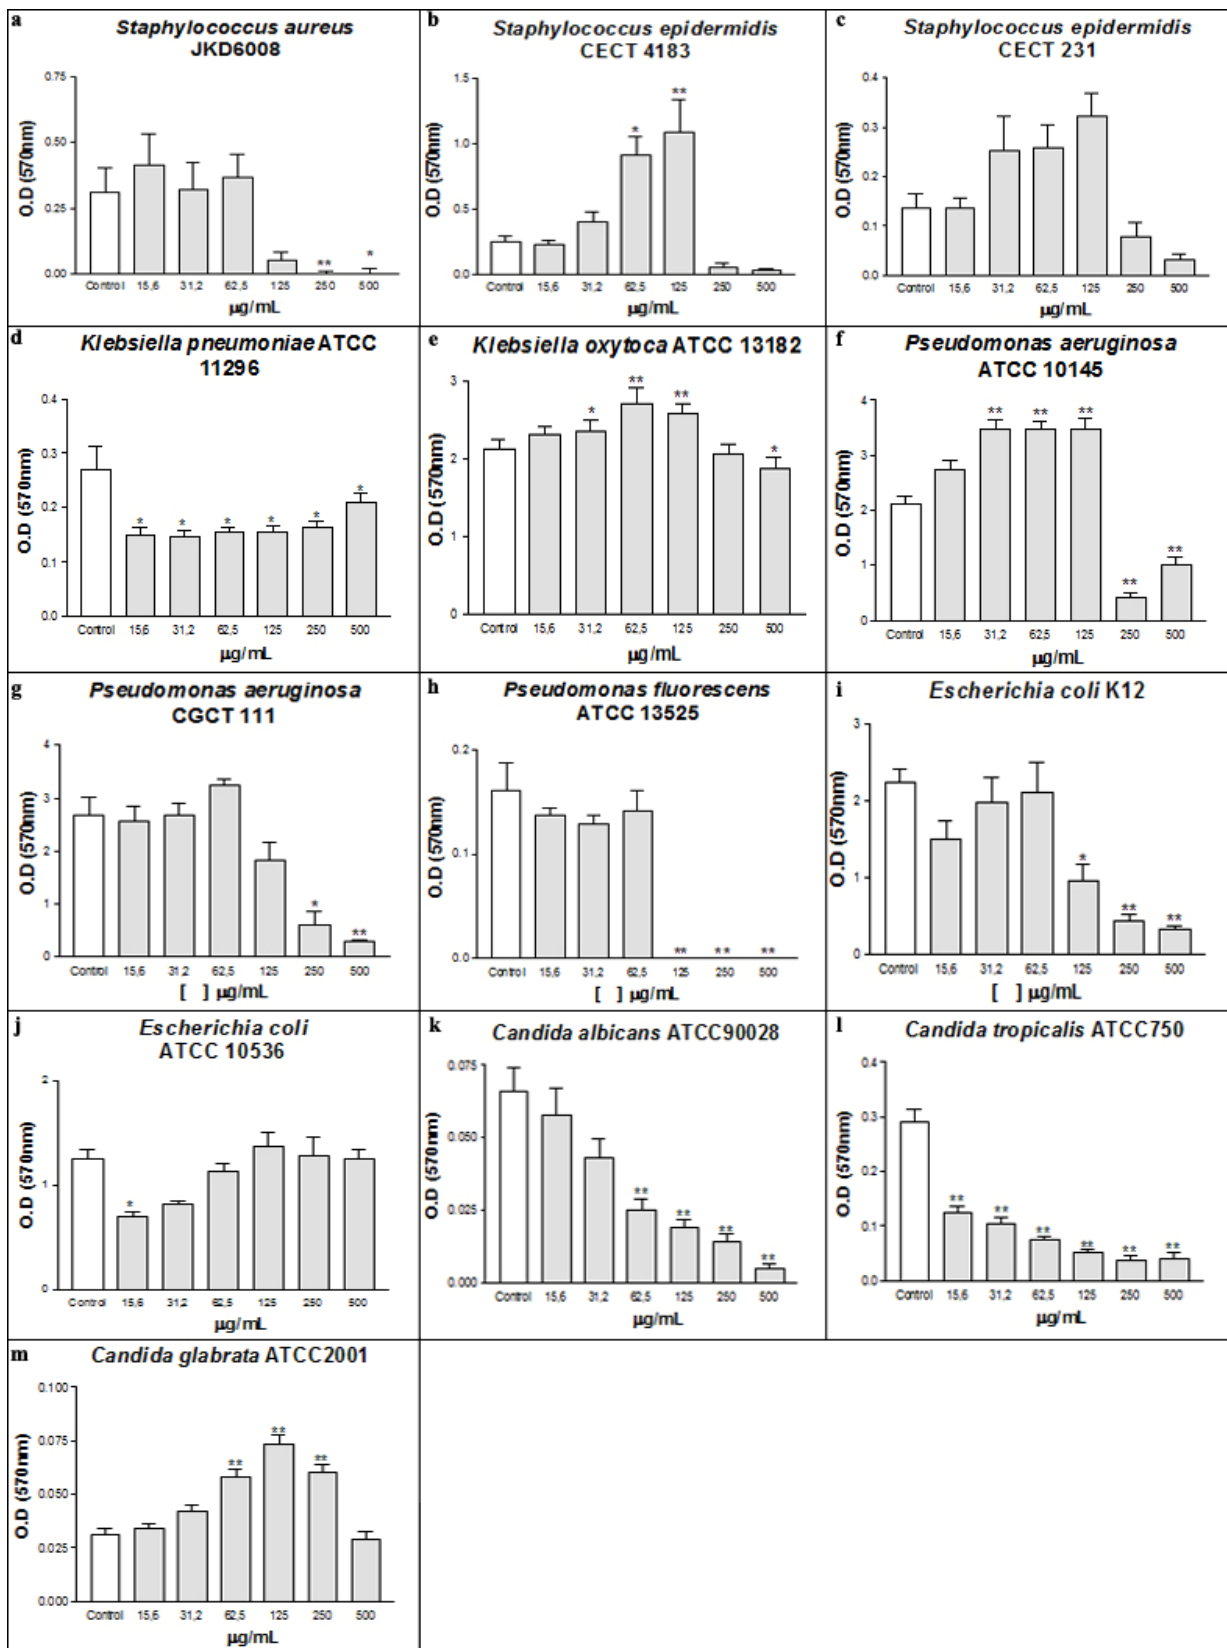 a
Staphylococcus aureus
JKD6008
0.75
0.50
0.25
0.00
O.D (570nm)
** *
Control 15,6 31,2 62,5 125 250 500
µg/mL
b
Staphylococcus epidermidis
CECT 4183
1.5
1.0
0.5
0.0
O.D (570nm)
* **
Control 15,6 31,2 62,5 125 250 500
µg/mL
c
Staphylococcus epidermidis
CECT 231
0.4
0.3
0.2
0.1
0.0
O.D (570nm)
Control 15,6 31,2 62,5 125 250 500
µg/mL
d
Klebsiella pneumoniae ATCC
11296
0.4
0.3
0.2
0.1
0.0
O.D (570nm)
* * * * * *
Control 15,6 31,2 62,5 125 250 500
µg/mL
e
Klebsiella oxytoca ATCC 13182
3
2
1
0
O.D (570nm)
* ** ** *
Control 15,6 31,2 62,5 125 250 500
µg/mL
f
Pseudomonas aeruginosa
ATCC 10145
4
3
2
1
0
O.D (570nm)
** ** ** ** **
Control 15,6 31,2 62,5 125 250 500
µg/mL
g
Pseudomonas aeruginosa
CGCT 111
4
3
2
1
0
O.D (570nm)
* **
Control 15,6 31,2 62,5 125 250 500
[ ] µg/mL
h
Pseudomonas fluorescens
ATCC 13525
0.2
0.1
0.0
O.D (570nm)
** ** **
Control 15,6 31,2 62,5 125 250 500
[ ] µg/mL
i
Escherichia coli K12
3
2
1
0
O.D (570nm)
* ** **
Control 15,6 31,2 62,5 125 250 500
[ ] µg/mL
j
Escherichia coli
ATCC 10536
2
1
0
O.D (570nm)
*
Control 15,6 31,2 62,5 125 250 500
µg/mL
k
Candida albicans ATCC90028
0.075
0.050
0.025
0.000
O.D (570nm)
** ** ** **
Control 15,6 31,2 62,5 125 250 500
µg/mL
l
Candida tropicalis ATCC750
0.4
0.3
0.2
0.1
0.0
O.D (570nm)
** ** ** ** ** **
Control 15,6 31,2 62,5 125 250 500
µg/mL
m
Candida glabrata ATCC2001
0.100
0.075
0.050
0.025
0.000
O.D (570nm)
** ** **
Control 15,6 31,2 62,5 125 250 500
µg/mL